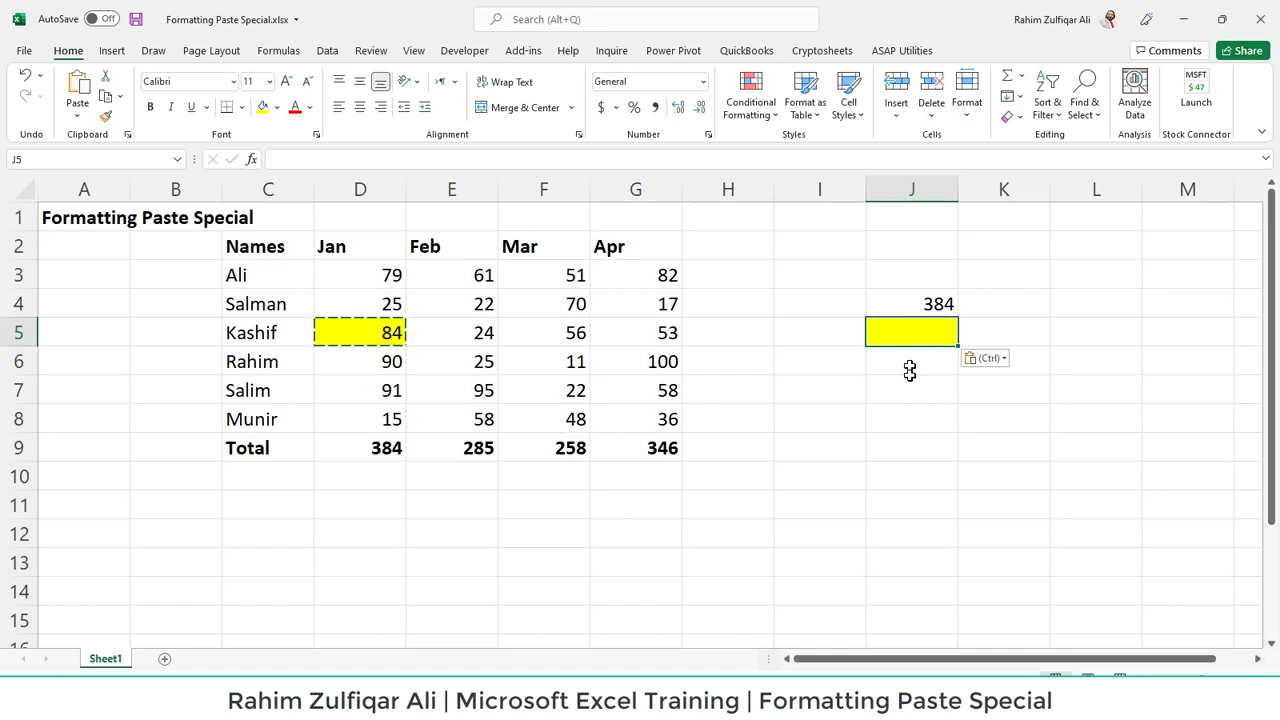 AutoSave Off Formatting Paste Special.xlsx Search (Alt+Q) Rahim Zulfiqar Ali
File Home Insert Draw Page Layout Formulas Data Review View Developer Add-ins Help Inquire Power Pivot QuickBooks Cryptosheets ASAP Utilities Comments Share
Calibri 11 Wrap Text General MSFT
$ 47
Paste Merge & Center $ % Conditional Formatting Format as Table Cell Styles Insert Delete Format Sort & Filter Find & Select Analyze Data Launch
Undo Clipboard Font Alignment Number Styles Cells Editing Analysis Stock Connector
J5 fx
A B C D E F G H I J K L M
1 Formatting Paste Special
2 Names Jan Feb Mar Apr
3 Ali 79 61 51 82
4 Salman 25 22 70 17 384
5 Kashif 84 24 56 53
6 Rahim 90 25 11 100 (Ctrl)
7 Salim 91 95 22 58
8 Munir 15 58 48 36
9 Total 384 285 258 346
10
11
12
13
14
15
Sheet1
Rahim Zulfiqar Ali | Microsoft Excel Training | Formatting Paste Special